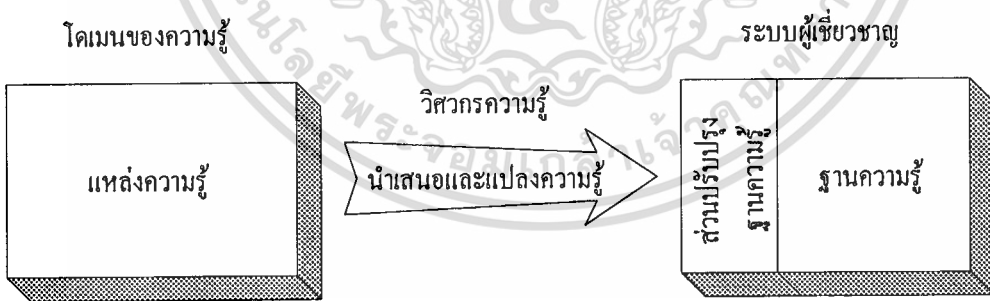 โดเมนของความรู้
ระบบผู้เชี่ยวชาญ
วิศวกรความรู้
แหล่งความรู้
นำเสนอและแปลงความรู้
ส่วนปรับปรุง
ฐานความรู้
ฐานความรู้